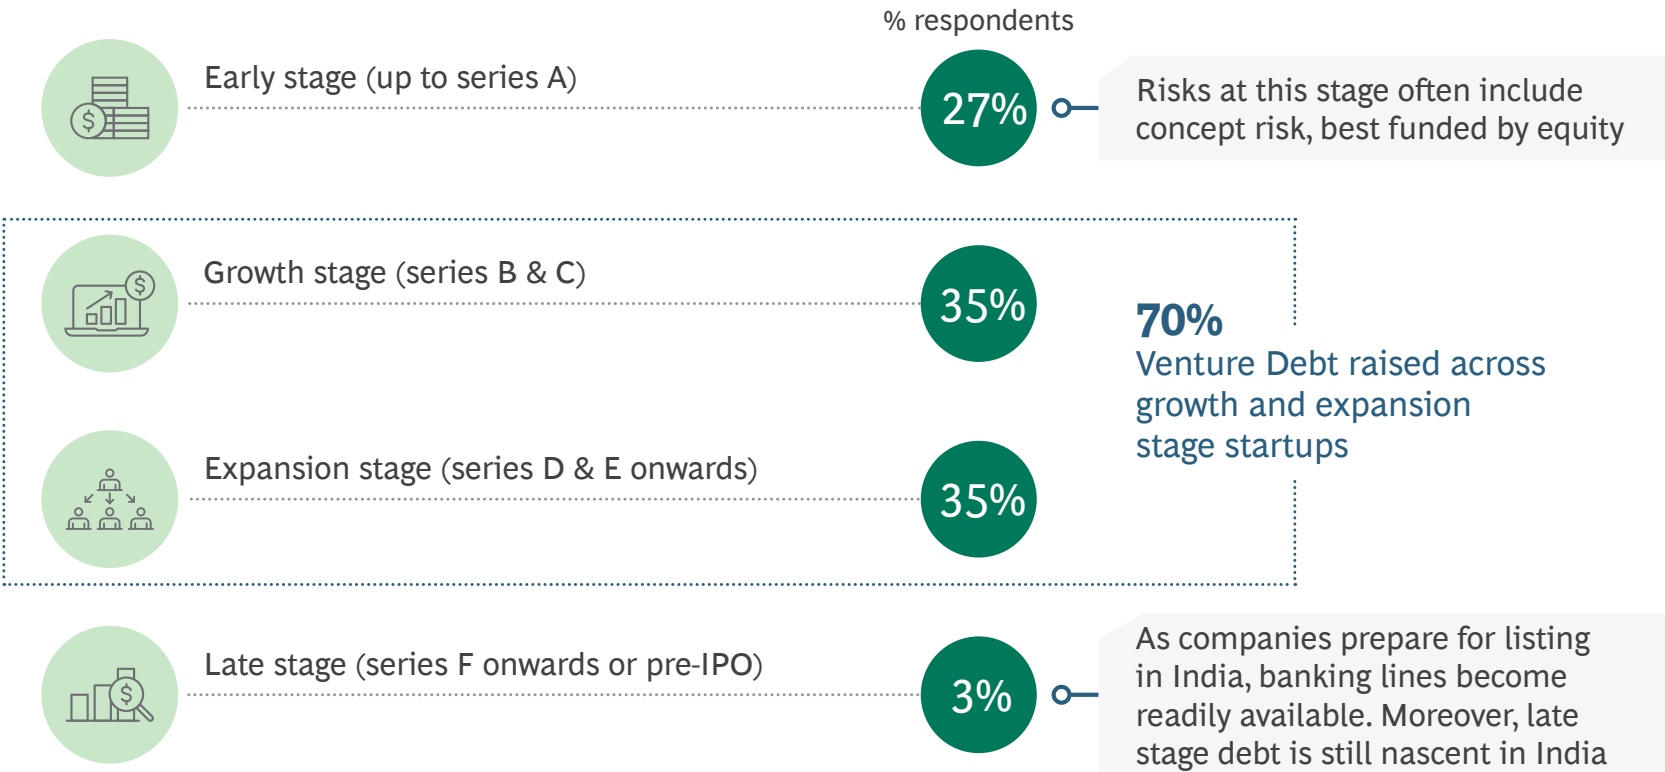 % respondents
Early stage (up to series A)
27%
Risks at this stage often include
concept risk, best funded by equity
Growth stage (series B & C)
35%
70%
Venture Debt raised across
growth and expansion
stage startups
Expansion stage (series D & E onwards)
35%
Late stage (series F onwards or pre-IPO)
3%
As companies prepare for listing
in India, banking lines become
readily available. Moreover, late
stage debt is still nascent in India